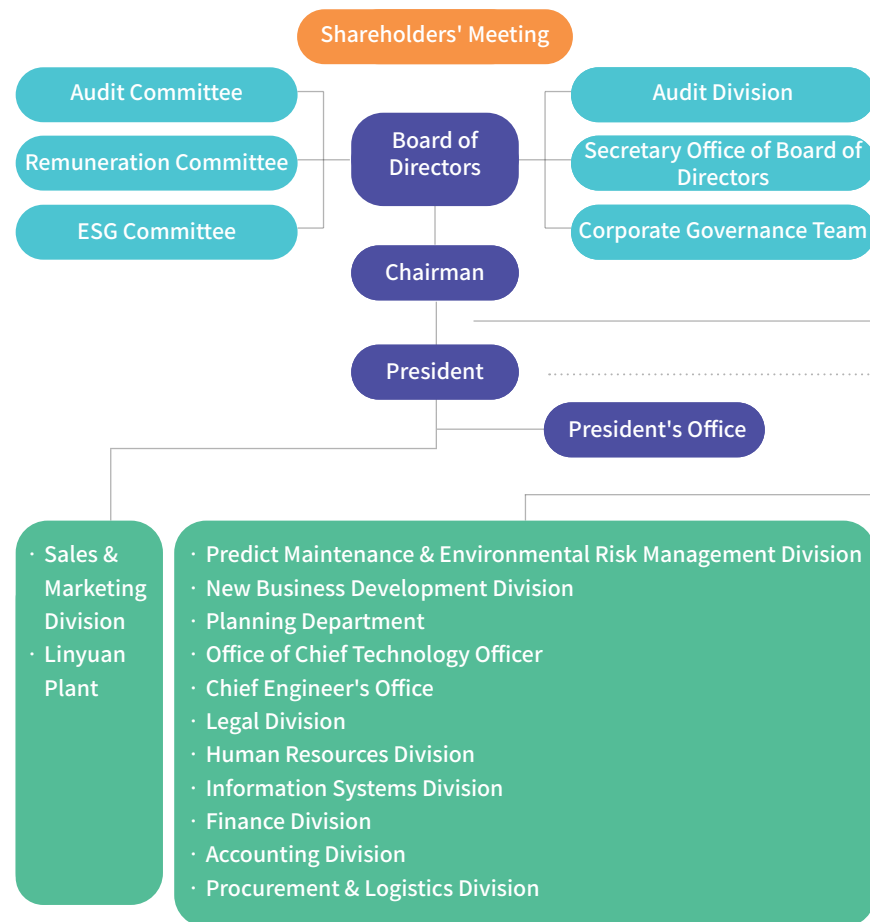 Shareholders' Meeting
Audit Committee
Remuneration Committee
ESG Committee
Board of
Directors
Audit Division
Secretary Office of Board of
Directors
Corporate Governance Team
Chairman
President
President's Office
· Sales &
Marketing
Division
· Linyuan
Plant
· Predict Maintenance & Environmental Risk Management Division
· New Business Development Division
· Planning Department
· Office of Chief Technology Officer
· Chief Engineer's Office
· Legal Division
· Human Resources Division
· Information Systems Division
· Finance Division
· Accounting Division
· Procurement & Logistics Division